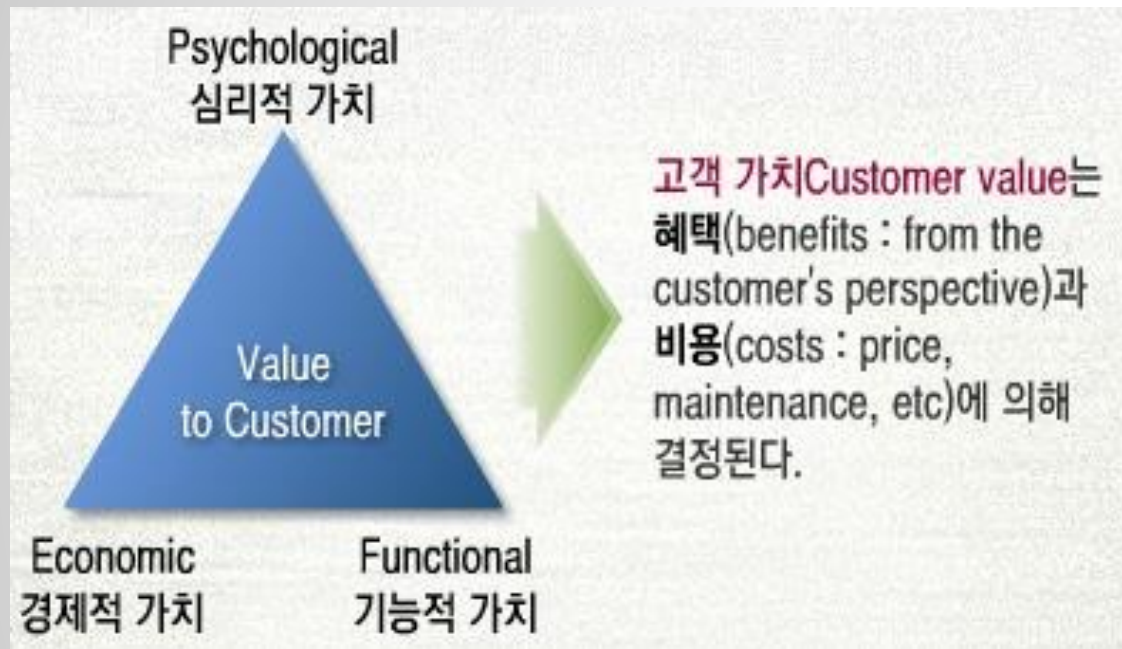 Psychological
심리적 가치
Value
to Customer
Economic
경제적 가치
Functional
기능적 가치
고객 가치Customer value는
혜택(benefits : from the
customer's perspective)과
비용(costs : price,
maintenance, etc)에 의해
결정된다.